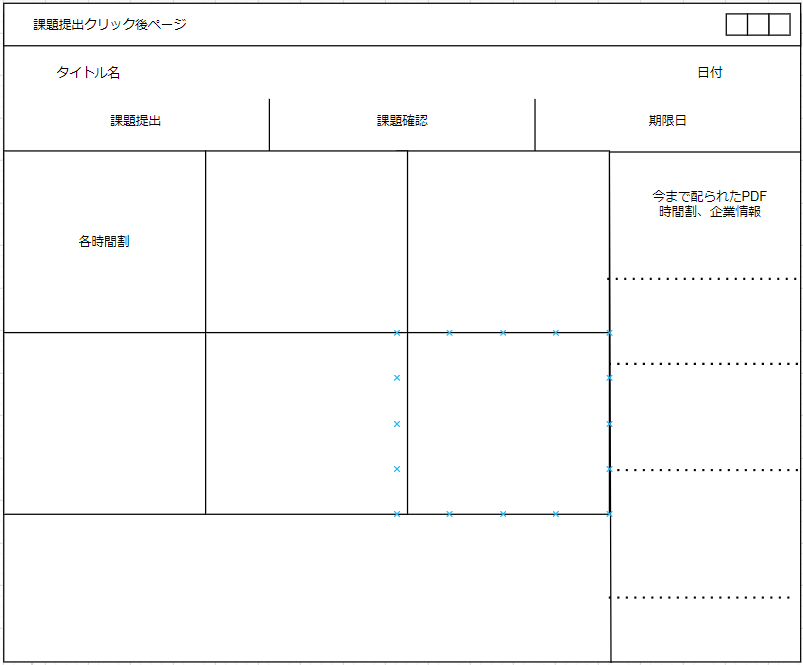 課題提出クリック後ページ
タイトル名
日付
課題提出
課題確認
期限日
今まで配られたPDF
時間割、企業情報
各時間割